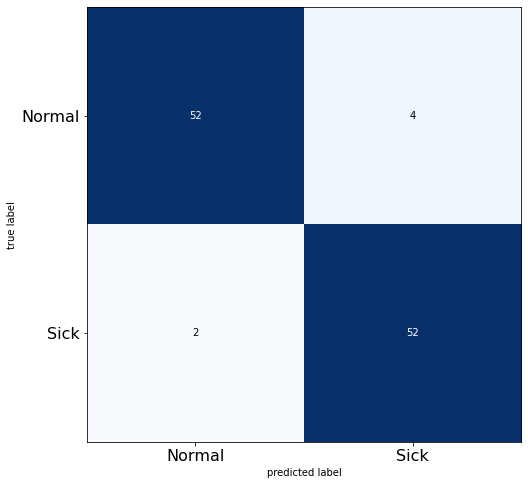 Normal
52
4
true label
Sick
2
52
Normal
Sick
predicted label